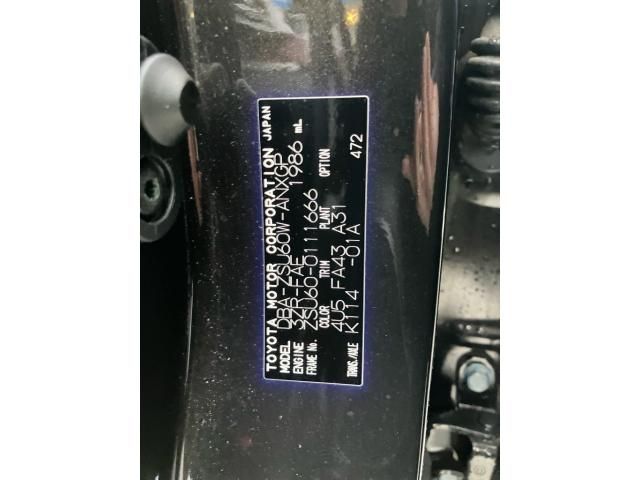 TOYOTA MOTOR CORPORATION JAPAN
MODEL DBA-ZSU60W-ANXGP
ENGINE 3ZR-FAE 1986 mL
FRAME No. ZSU60-0111666
COLOR TRIM PLANT OPTION
4U5 FA43 A31 472
TRANS./AXLE K114 -01A